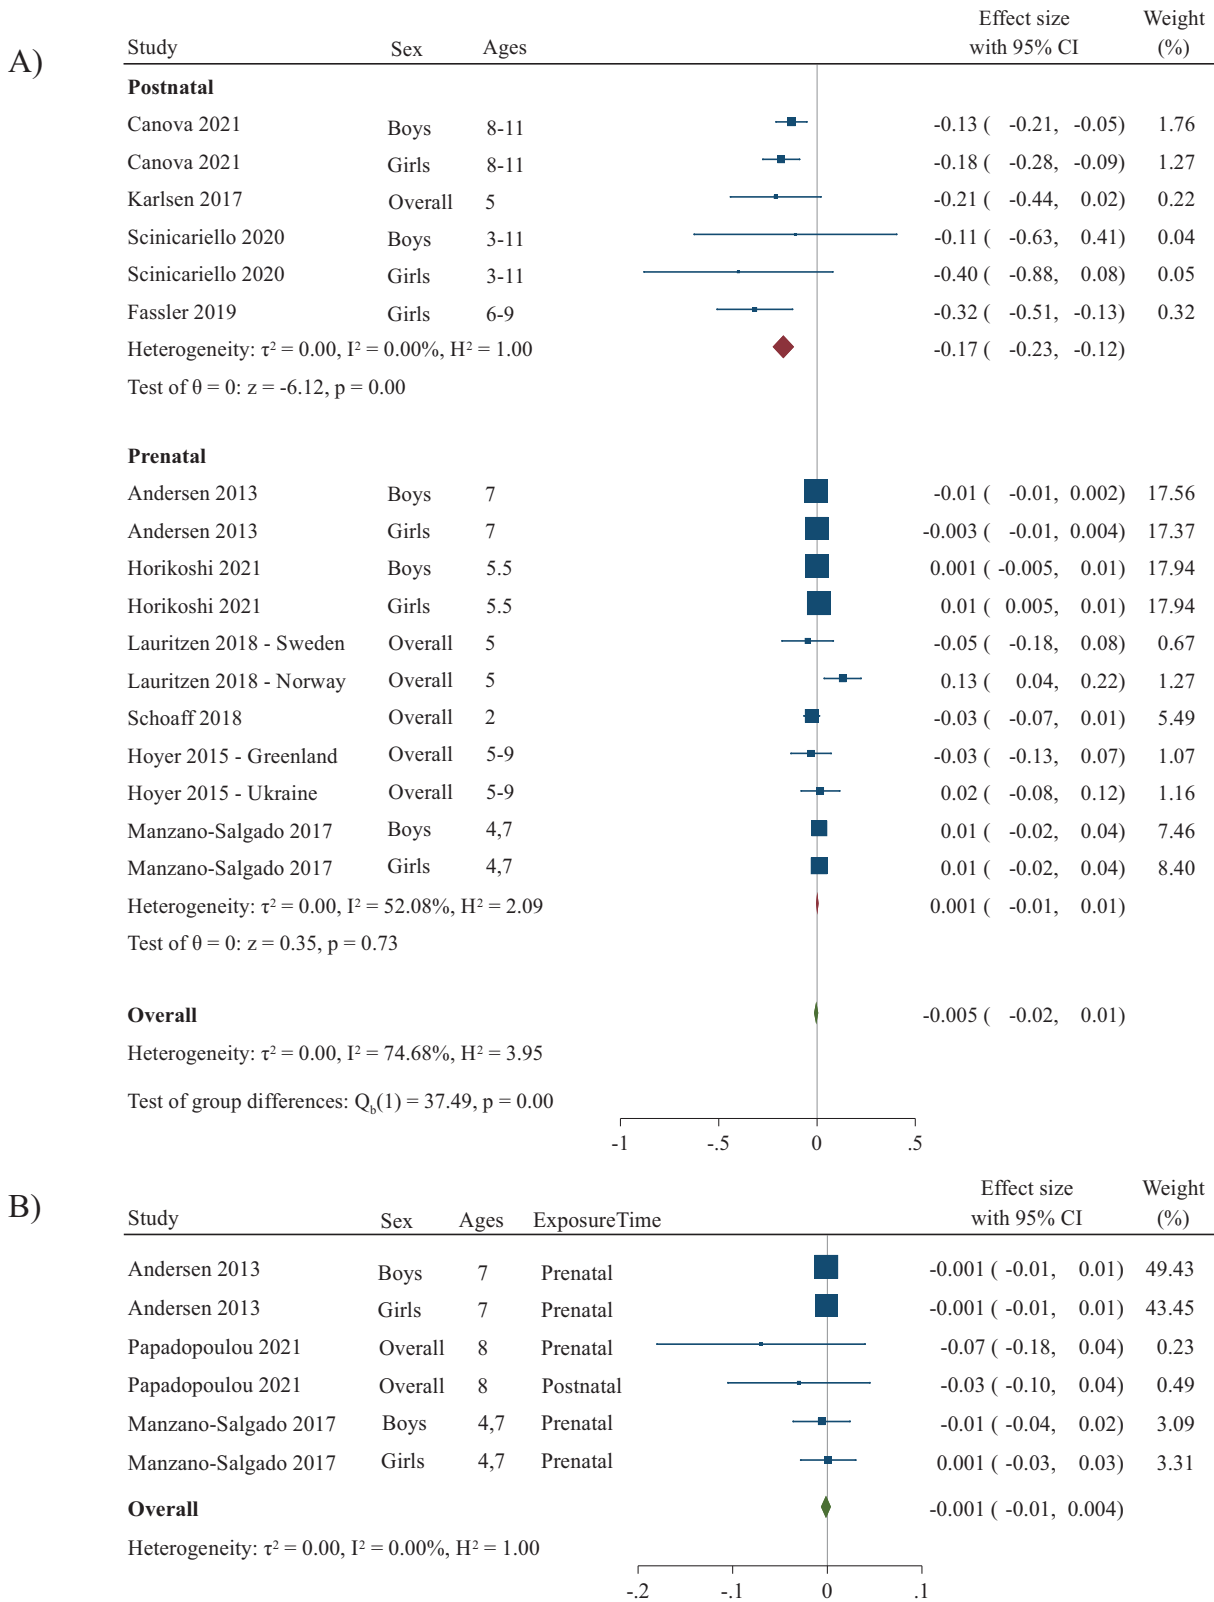 A)
Study Sex Ages Effect size with 95% CI Weight (%)
Postnatal
Canova 2021 Boys 8-11 -0.13 ( -0.21, -0.05) 1.76
Canova 2021 Girls 8-11 -0.18 ( -0.28, -0.09) 1.27
Karlsen 2017 Overall 5 -0.21 ( -0.44, 0.02) 0.22
Scinicariello 2020 Boys 3-11 -0.11 ( -0.63, 0.41) 0.04
Scinicariello 2020 Girls 3-11 -0.40 ( -0.88, 0.08) 0.05
Fassler 2019 Girls 6-9 -0.32 ( -0.51, -0.13) 0.32
Heterogeneity: τ² = 0.00, I² = 0.00%, H² = 1.00 -0.17 ( -0.23, -0.12)
Test of θ = 0: z = -6.12, p = 0.00
Prenatal
Andersen 2013 Boys 7 -0.01 ( -0.01, 0.002) 17.56
Andersen 2013 Girls 7 -0.003 ( -0.01, 0.004) 17.37
Horikoshi 2021 Boys 5.5 0.001 ( -0.005, 0.01) 17.94
Horikoshi 2021 Girls 5.5 0.01 ( 0.005, 0.01) 17.94
Lauritzen 2018 - Sweden Overall 5 -0.05 ( -0.18, 0.08) 0.67
Lauritzen 2018 - Norway Overall 5 0.13 ( 0.04, 0.22) 1.27
Schoaff 2018 Overall 2 -0.03 ( -0.07, 0.01) 5.49
Hoyer 2015 - Greenland Overall 5-9 -0.03 ( -0.13, 0.07) 1.07
Hoyer 2015 - Ukraine Overall 5-9 0.02 ( -0.08, 0.12) 1.16
Manzano-Salgado 2017 Boys 4,7 0.01 ( -0.02, 0.04) 7.46
Manzano-Salgado 2017 Girls 4,7 0.01 ( -0.02, 0.04) 8.40
Heterogeneity: τ² = 0.00, I² = 52.08%, H² = 2.09 0.001 ( -0.01, 0.01)
Test of θ = 0: z = 0.35, p = 0.73
Overall -0.005 ( -0.02, 0.01)
Heterogeneity: τ² = 0.00, I² = 74.68%, H² = 3.95
Test of group differences: Q_b(1) = 37.49, p = 0.00
-1 -.5 0 .5
B)
Study Sex Ages ExposureTime Effect size with 95% CI Weight (%)
Andersen 2013 Boys 7 Prenatal -0.001 ( -0.01, 0.01) 49.43
Andersen 2013 Girls 7 Prenatal -0.001 ( -0.01, 0.01) 43.45
Papadopoulou 2021 Overall 8 Prenatal -0.07 ( -0.18, 0.04) 0.23
Papadopoulou 2021 Overall 8 Postnatal -0.03 ( -0.10, 0.04) 0.49
Manzano-Salgado 2017 Boys 4,7 Prenatal -0.01 ( -0.04, 0.02) 3.09
Manzano-Salgado 2017 Girls 4,7 Prenatal 0.001 ( -0.03, 0.03) 3.31
Overall -0.001 ( -0.01, 0.004)
Heterogeneity: τ² = 0.00, I² = 0.00%, H² = 1.00
-.2 -.1 0 .1